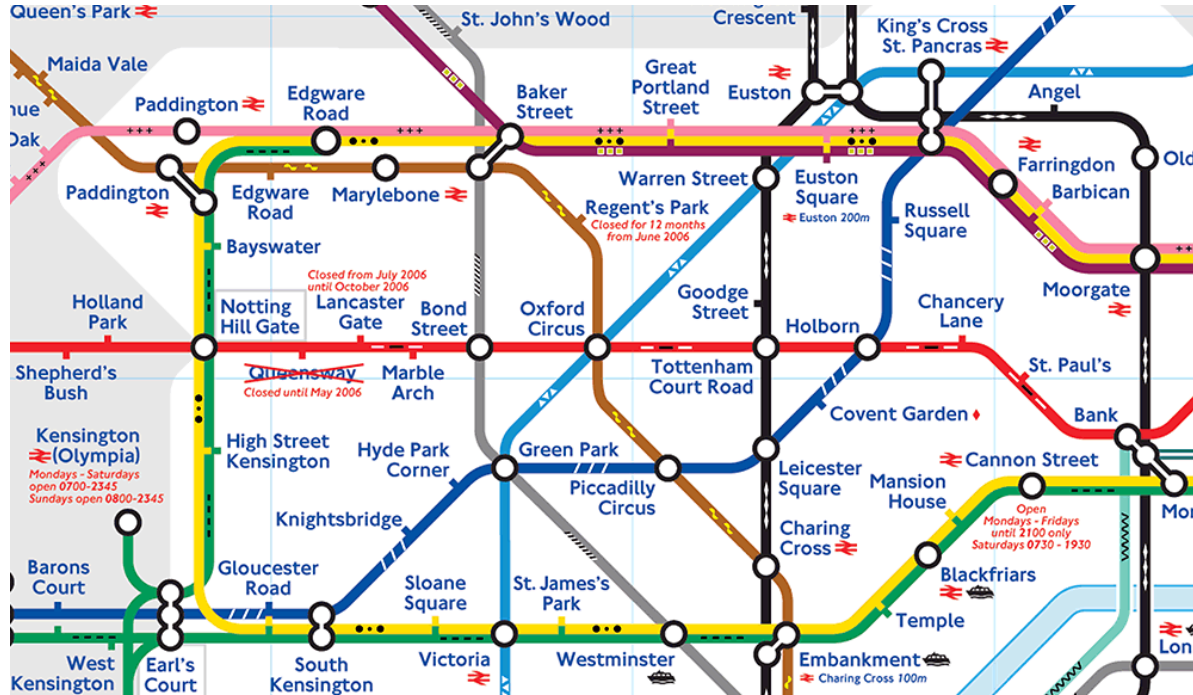 Queen's Park
St. John's Wood
Crescent
King's Cross
St. Pancras
Maida Vale
Paddington
Edgware
Road
Baker
Street
Great
Portland
Street
Euston
Angel
nue
Oak
Farringdon
Old
Paddington
Edgware
Road
Marylebone
Warren Street
Euston
Square
Euston 200m
Barbican
Regent's Park
Closed for 12 months
from June 2006
Russell
Square
Bayswater
Closed from July 2006
until October 2006
Holland
Park
Notting
Hill Gate
Lancaster
Gate
Bond
Street
Oxford
Circus
Goodge
Street
Holborn
Chancery
Lane
Moorgate
Shepherd's
Bush
Queensway
Closed until May 2006
Marble
Arch
Tottenham
Court Road
St. Paul's
Covent Garden
Bank
Kensington
(Olympia)
Mondays - Saturdays
open 0700-2345
Sundays open 0800-2345
High Street
Kensington
Hyde Park
Corner
Green Park
Piccadilly
Circus
Leicester
Square
Mansion
House
Cannon Street
Open
Mondays - Fridays
until 2100 only
Saturdays 0730 - 1930
Mon
Knightsbridge
Charing
Cross
Barons
Court
Gloucester
Road
Sloane
Square
St. James's
Park
Blackfriars
Temple
West
Kensington
Earl's
Court
South
Kensington
Victoria
Westminster
Embankment
Charing Cross 100m
Lon